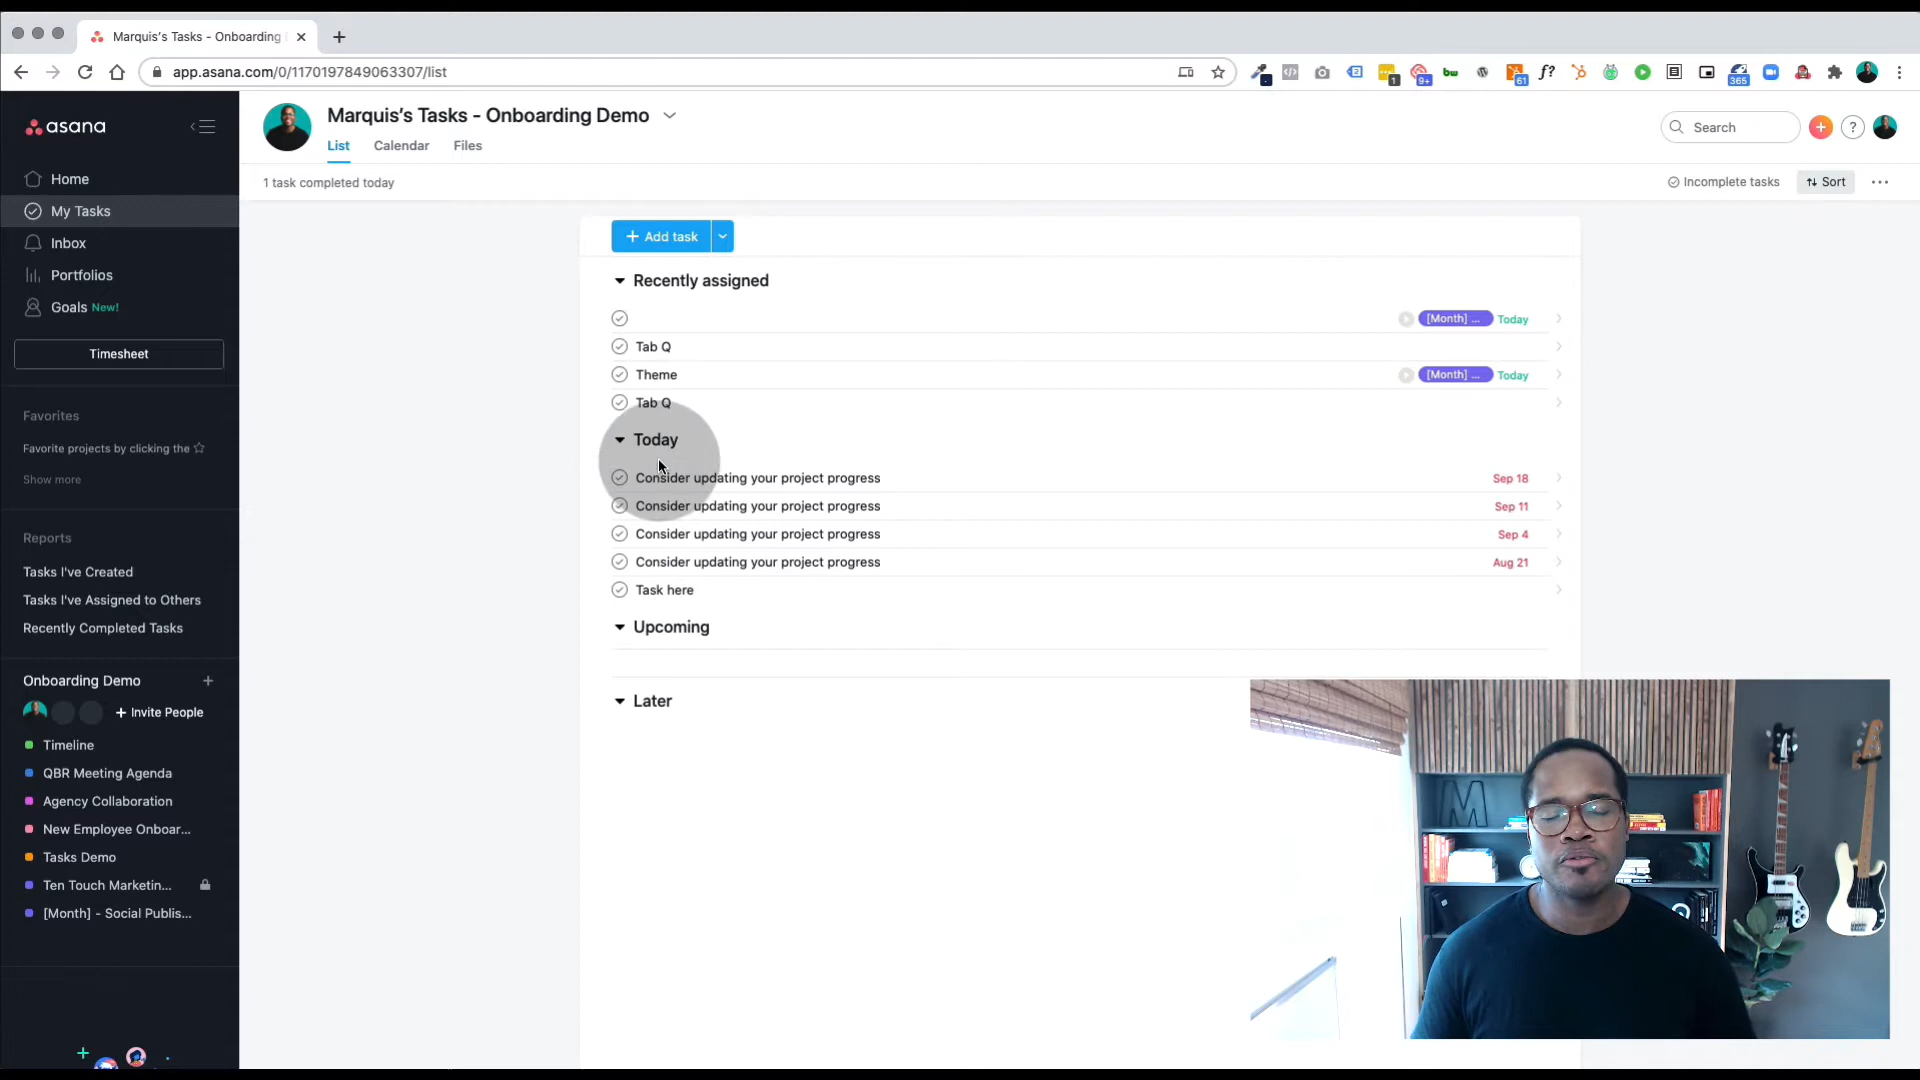 Marquis's Tasks - Onboarding
app.asana.com/0/1170197849063307/list
1
9+
bw
61
f?
365
asana
Marquis's Tasks - Onboarding Demo
List
Calendar
Files
Search
?
Home
My Tasks
Inbox
Portfolios
Goals New!
Timesheet
1 task completed today
Incomplete tasks
Sort
Add task
Recently assigned
[Month] ...
Today
Tab Q
Theme
[Month] ...
Today
Tab Q
Today
Consider updating your project progress
Sep 18
Consider updating your project progress
Sep 11
Consider updating your project progress
Sep 4
Consider updating your project progress
Aug 21
Task here
Upcoming
Later
Favorites
Favorite projects by clicking the
Show more
Reports
Tasks I've Created
Tasks I've Assigned to Others
Recently Completed Tasks
Onboarding Demo
+
+ Invite People
Timeline
QBR Meeting Agenda
Agency Collaboration
New Employee Onboar...
Tasks Demo
Ten Touch Marketin...
[Month] - Social Publis...
M